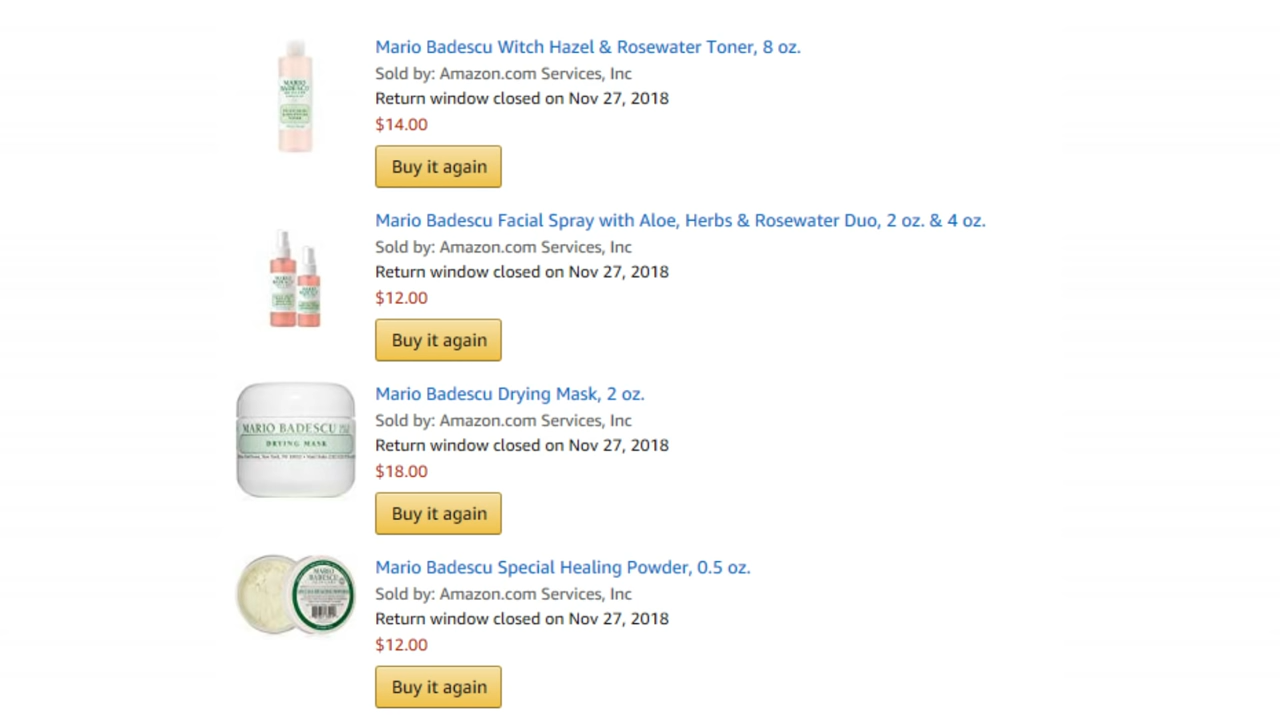 Mario Badescu Witch Hazel & Rosewater Toner, 8 oz.
Sold by: Amazon.com Services, Inc
Return window closed on Nov 27, 2018
$14.00
Buy it again
MARIO
BADESCU
Mario Badescu Facial Spray with Aloe, Herbs & Rosewater Duo, 2 oz. & 4 oz.
Sold by: Amazon.com Services, Inc
Return window closed on Nov 27, 2018
$12.00
Buy it again
Mario Badescu Drying Mask, 2 oz.
Sold by: Amazon.com Services, Inc
Return window closed on Nov 27, 2018
$18.00
Buy it again
MARIO BADESCU
DRYING MASK
Mario Badescu Special Healing Powder, 0.5 oz.
Sold by: Amazon.com Services, Inc
Return window closed on Nov 27, 2018
$12.00
Buy it again
MARIO
BADESCU